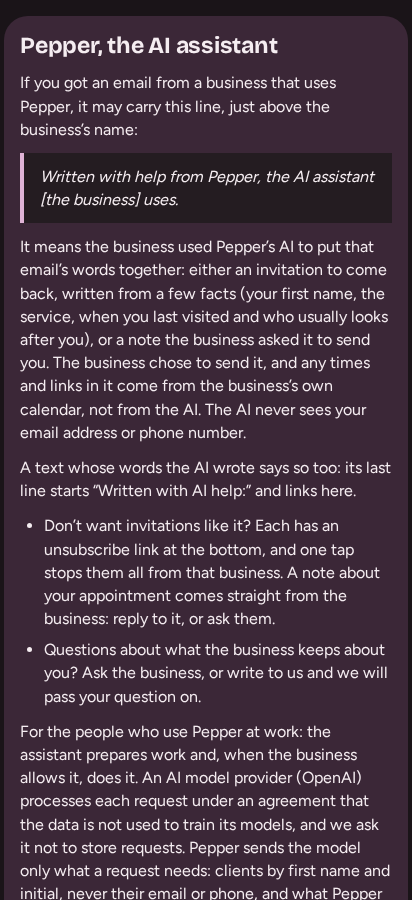 Pepper, the AI assistant
If you got an email from a business that uses
Pepper, it may carry this line, just above the
business’s name:
Written with help from Pepper, the AI assistant
[the business] uses.
It means the business used Pepper’s AI to put that
email’s words together: either an invitation to come
back, written from a few facts (your first name, the
service, when you last visited and who usually looks
after you), or a note the business asked it to send
you. The business chose to send it, and any times
and links in it come from the business’s own
calendar, not from the AI. The AI never sees your
email address or phone number.
A text whose words the AI wrote says so too: its last
line starts “Written with AI help:” and links here.
• Don’t want invitations like it? Each has an
unsubscribe link at the bottom, and one tap
stops them all from that business. A note about
your appointment comes straight from the
business: reply to it, or ask them.
• Questions about what the business keeps about
you? Ask the business, or write to us and we will
pass your question on.
For the people who use Pepper at work: the
assistant prepares work and, when the business
allows it, does it. An AI model provider (OpenAI)
processes each request under an agreement that
the data is not used to train its models, and we ask
it not to store requests. Pepper sends the model
only what a request needs: clients by first name and
initial, never their email or phone, and what Pepper